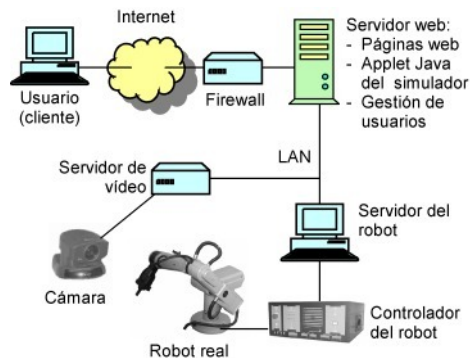 Internet
Servidor web:
- Páginas web
- Applet Java
del simulador
- Gestión de
usuarios
Usuario
(cliente)
Firewall
LAN
Servidor de
vídeo
Servidor del
robot
Cámara
Robot real
Controlador
del robot